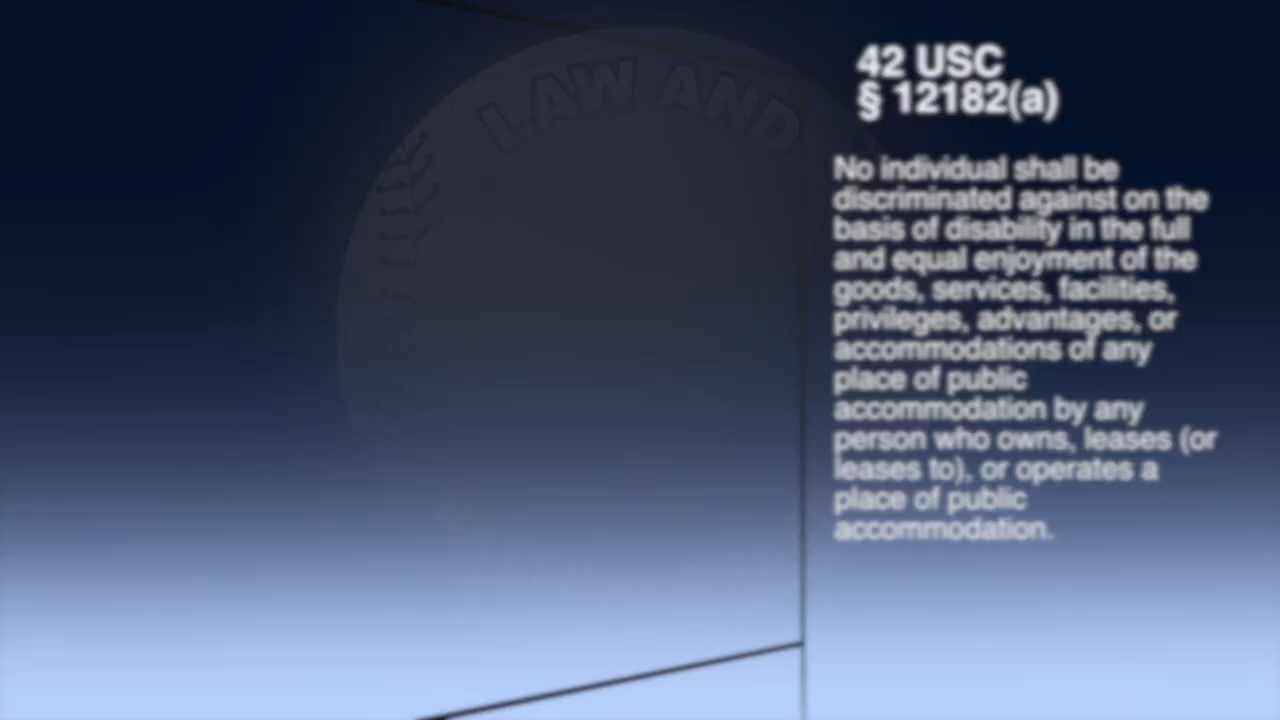 LAW AND
42 USC
§ 12182(a)
No individual shall be
discriminated against on the
basis of disability in the full
and equal enjoyment of the
goods, services, facilities,
privileges, advantages, or
accommodations of any
place of public
accommodation by any
person who owns, leases (or
leases to), or operates a
place of public
accommodation.